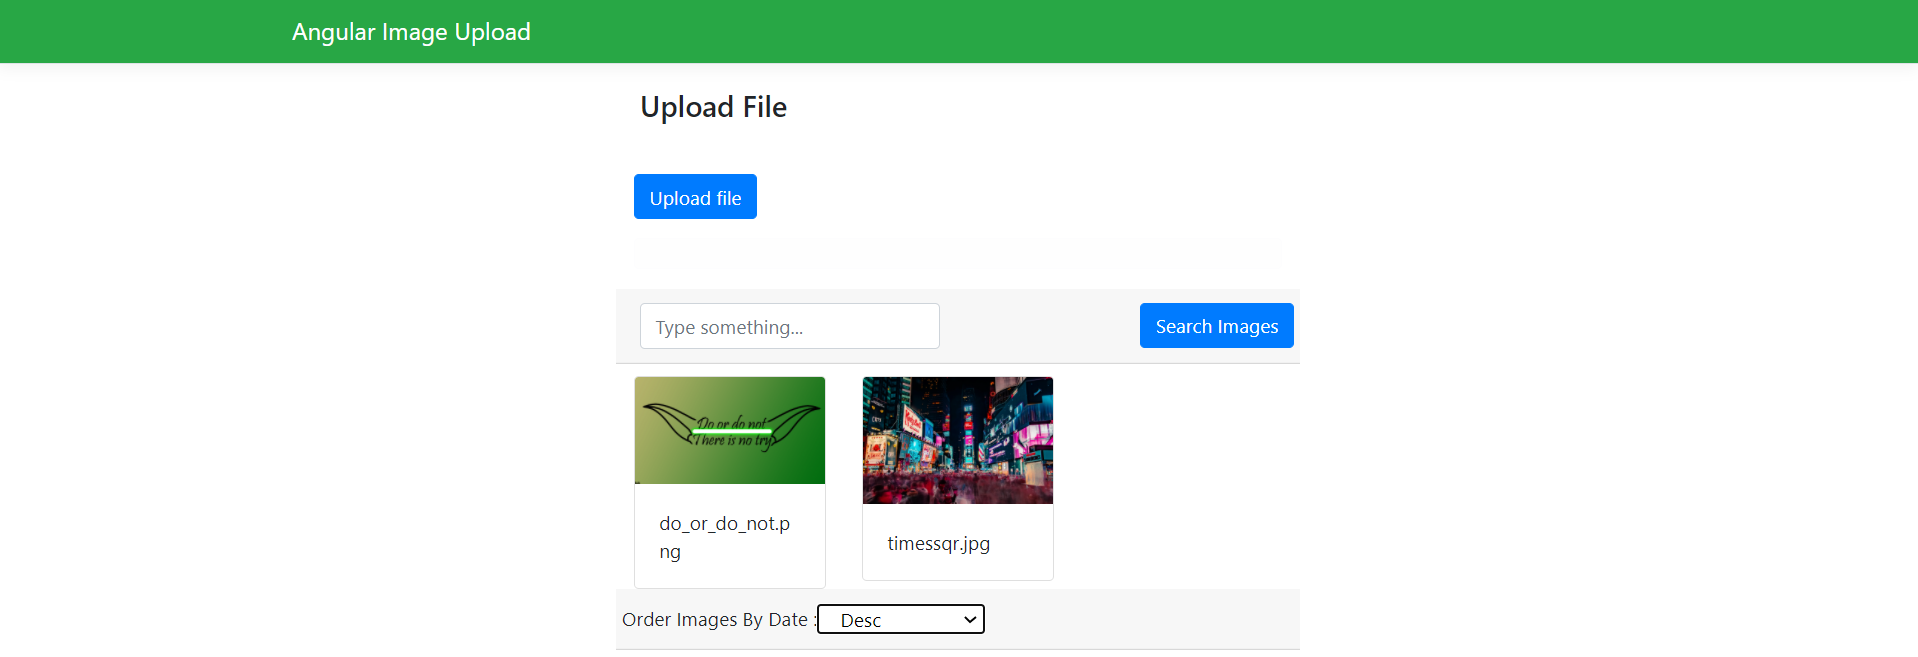 Angular Image Upload
Upload File
Upload file
Type something...
Search Images
Do or do not
There is no try
do_or_do_not.p
ng
timessqr.jpg
Order Images By Date :
Desc